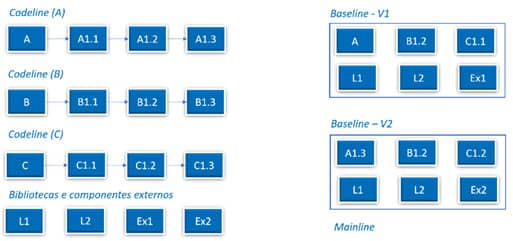 Codeline (A)
A A1.1 A1.2 A1.3
Codeline (B)
B B1.1 B1.2 B1.3
Codeline (C)
C C1.1 C1.2 C1.3
Bibliotecas e componentes externos
L1 L2 Ex1 Ex2
Baseline - V1
A B1.2 C1.1
L1 L2 Ex1
Baseline – V2
A1.3 B1.2 C1.2
L1 L2 Ex2
Mainline